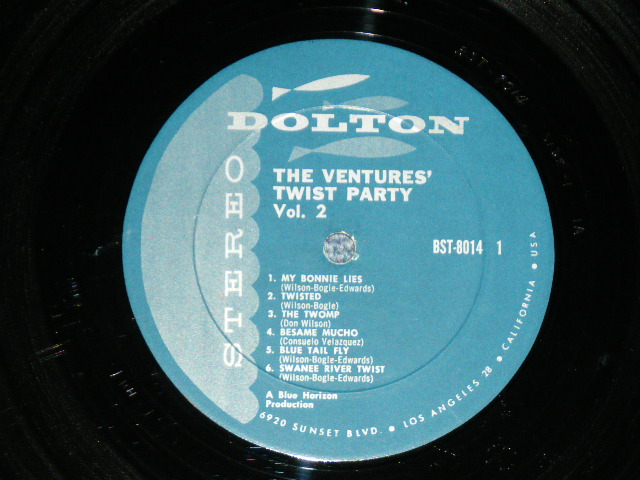 DOLTON
STEREO
THE VENTURES'
TWIST PARTY
Vol. 2
BST-8014 1
1. MY BONNIE LIES
(Wilson-Bogle-Edwards)
2. TWISTED
(Wilson-Bogle)
3. THE TWOMP
(Don Wilson)
4. BESAME MUCHO
(Consuelo Velazquez)
5. BLUE TAIL FLY
(Wilson-Bogle-Edwards)
6. SWANEE RIVER TWIST
(Wilson-Bogle-Edwards)
A Blue Horizon
Production
6920 SUNSET BLVD. • LOS ANGELES 28 • CALIFORNIA • USA